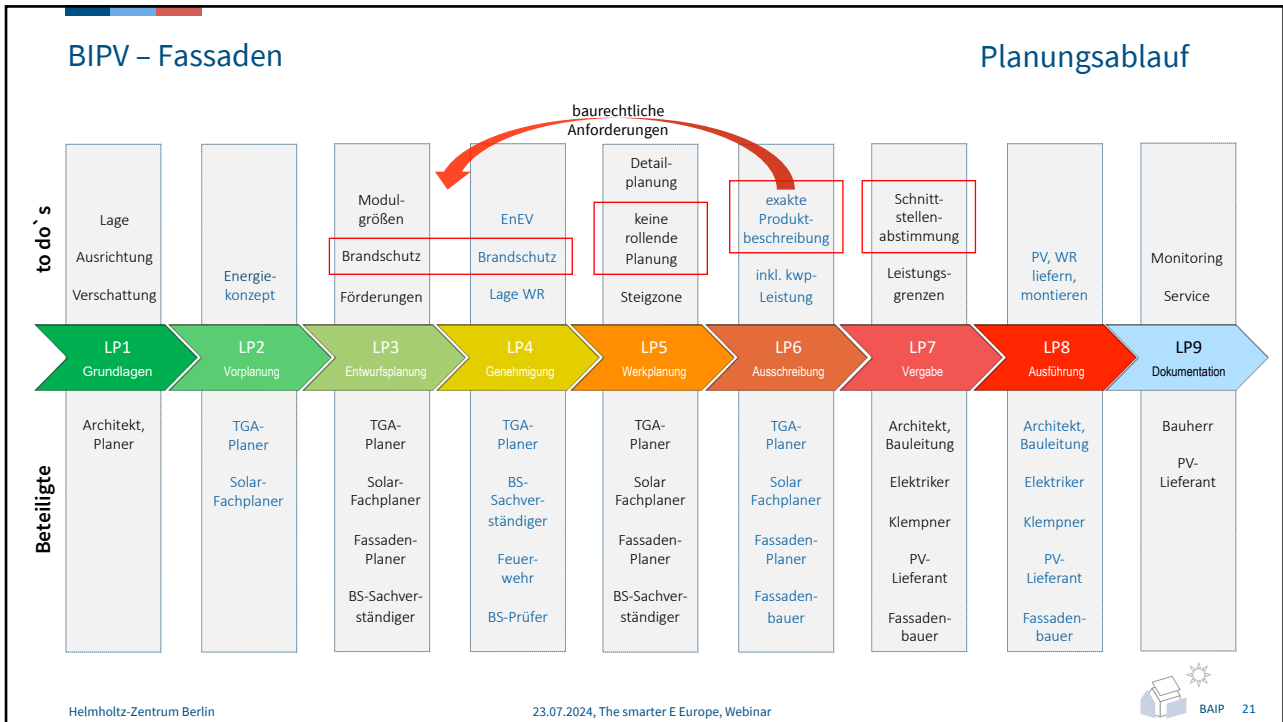 BIPV – Fassaden
Planungsablauf
baurechtliche
Anforderungen
to do`s
Lage
Ausrichtung
Verschattung
Energie-
konzept
Modul-
größen
Brandschutz
Förderungen
EnEV
Brandschutz
Lage WR
Detail-
planung
keine
rollende
Planung
Steigzone
exakte
Produkt-
beschreibung
inkl. kwp-
Leistung
Schnitt-
stellen-
abstimmung
Leistungs-
grenzen
PV, WR
liefern,
montieren
Monitoring
Service
LP1
Grundlagen
LP2
Vorplanung
LP3
Entwurfsplanung
LP4
Genehmigung
LP5
Werkplanung
LP6
Ausschreibung
LP7
Vergabe
LP8
Ausführung
LP9
Dokumentation
Beteiligte
Architekt,
Planer
TGA-
Planer
Solar-
Fachplaner
TGA-
Planer
Solar-
Fachplaner
Fassaden-
Planer
BS-Sachver-
ständiger
TGA-
Planer
BS-
Sachver-
ständiger
Feuer-
wehr
BS-Prüfer
TGA-
Planer
Solar
Fachplaner
Fassaden-
Planer
BS-Sachver-
ständiger
TGA-
Planer
Solar
Fachplaner
Fassaden-
Planer
Fassaden-
bauer
Architekt,
Bauleitung
Elektriker
Klempner
PV-
Lieferant
Fassaden-
bauer
Architekt,
Bauleitung
Elektriker
Klempner
PV-
Lieferant
Fassaden-
bauer
Bauherr
PV-
Lieferant
Helmholtz-Zentrum Berlin
23.07.2024, The smarter E Europe, Webinar
BAIP 21